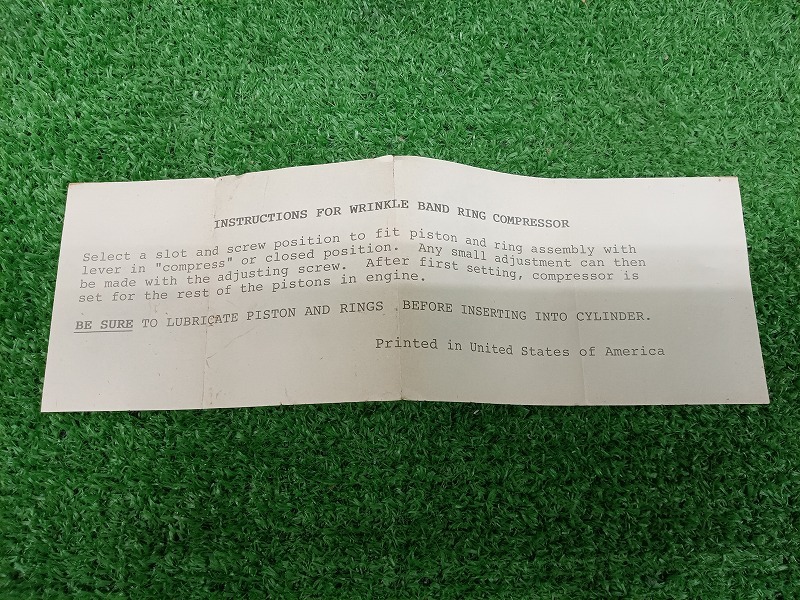 INSTRUCTIONS FOR WRINKLE BAND RING COMPRESSOR
Select a slot and screw position to fit piston and ring assembly with
lever in "compress" or closed position. Any small adjustment can then
be made with the adjusting screw. After first setting, compressor is
set for the rest of the pistons in engine.
BE SURE TO LUBRICATE PISTON AND RINGS BEFORE INSERTING INTO CYLINDER.
Printed in United States of America